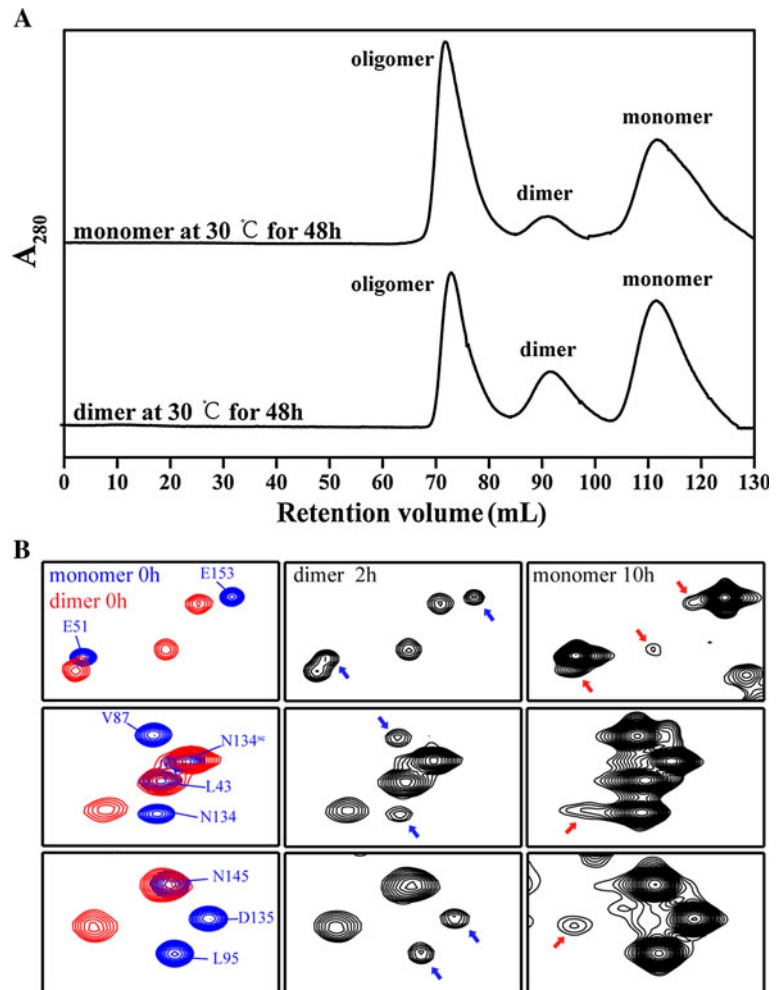 A
oligomer
monomer
dimer
monomer at 30 ℃ for 48h
A280
oligomer
monomer
dimer
dimer at 30 ℃ for 48h
0 10 20 30 40 50 60 70 80 90 100 110 120 130
Retention volume (mL)
B
monomer 0h
dimer 0h
E153
E51
dimer 2h
monomer 10h
V87
N134sc
L43
N134
N145
D135
L95